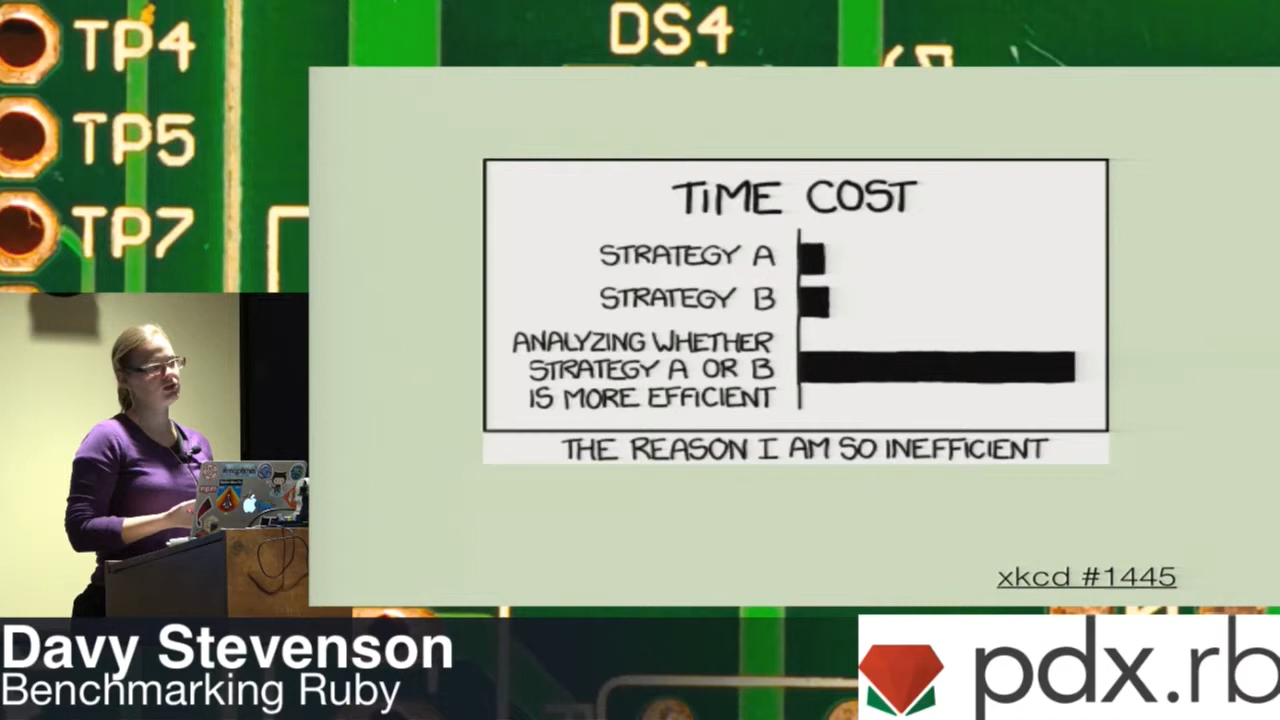 TP4
TP5
TP7
DS4
TIME COST
STRATEGY A
STRATEGY B
ANALYZING WHETHER
STRATEGY A OR B
IS MORE EFFICIENT
THE REASON I AM SO INEFFICIENT
xkcd #1445
Davy Stevenson
Benchmarking Ruby
pdx.rb